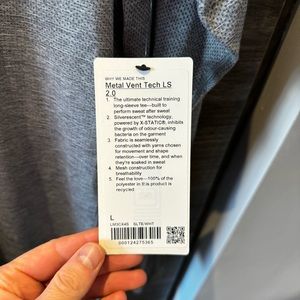 WHY WE MADE THIS
Metal Vent Tech LS
2.0
1. The ultimate technical training
long-sleeve tee—built to
perform sweat after sweat
2. Silverescent™ technology,
powered by X-STATIC®, inhibits
the growth of odour-causing
bacteria on the garment
3. Fabric is seamlessly
constructed with yarns chosen
for movement and shape
retention—over time, and when
they're soaked in sweat
4. Mesh construction for
breathability
5. Feel the love—100% of the
polyester in this product is
recycled.
L
LM3CX4S SLTB/WHT
000124275365